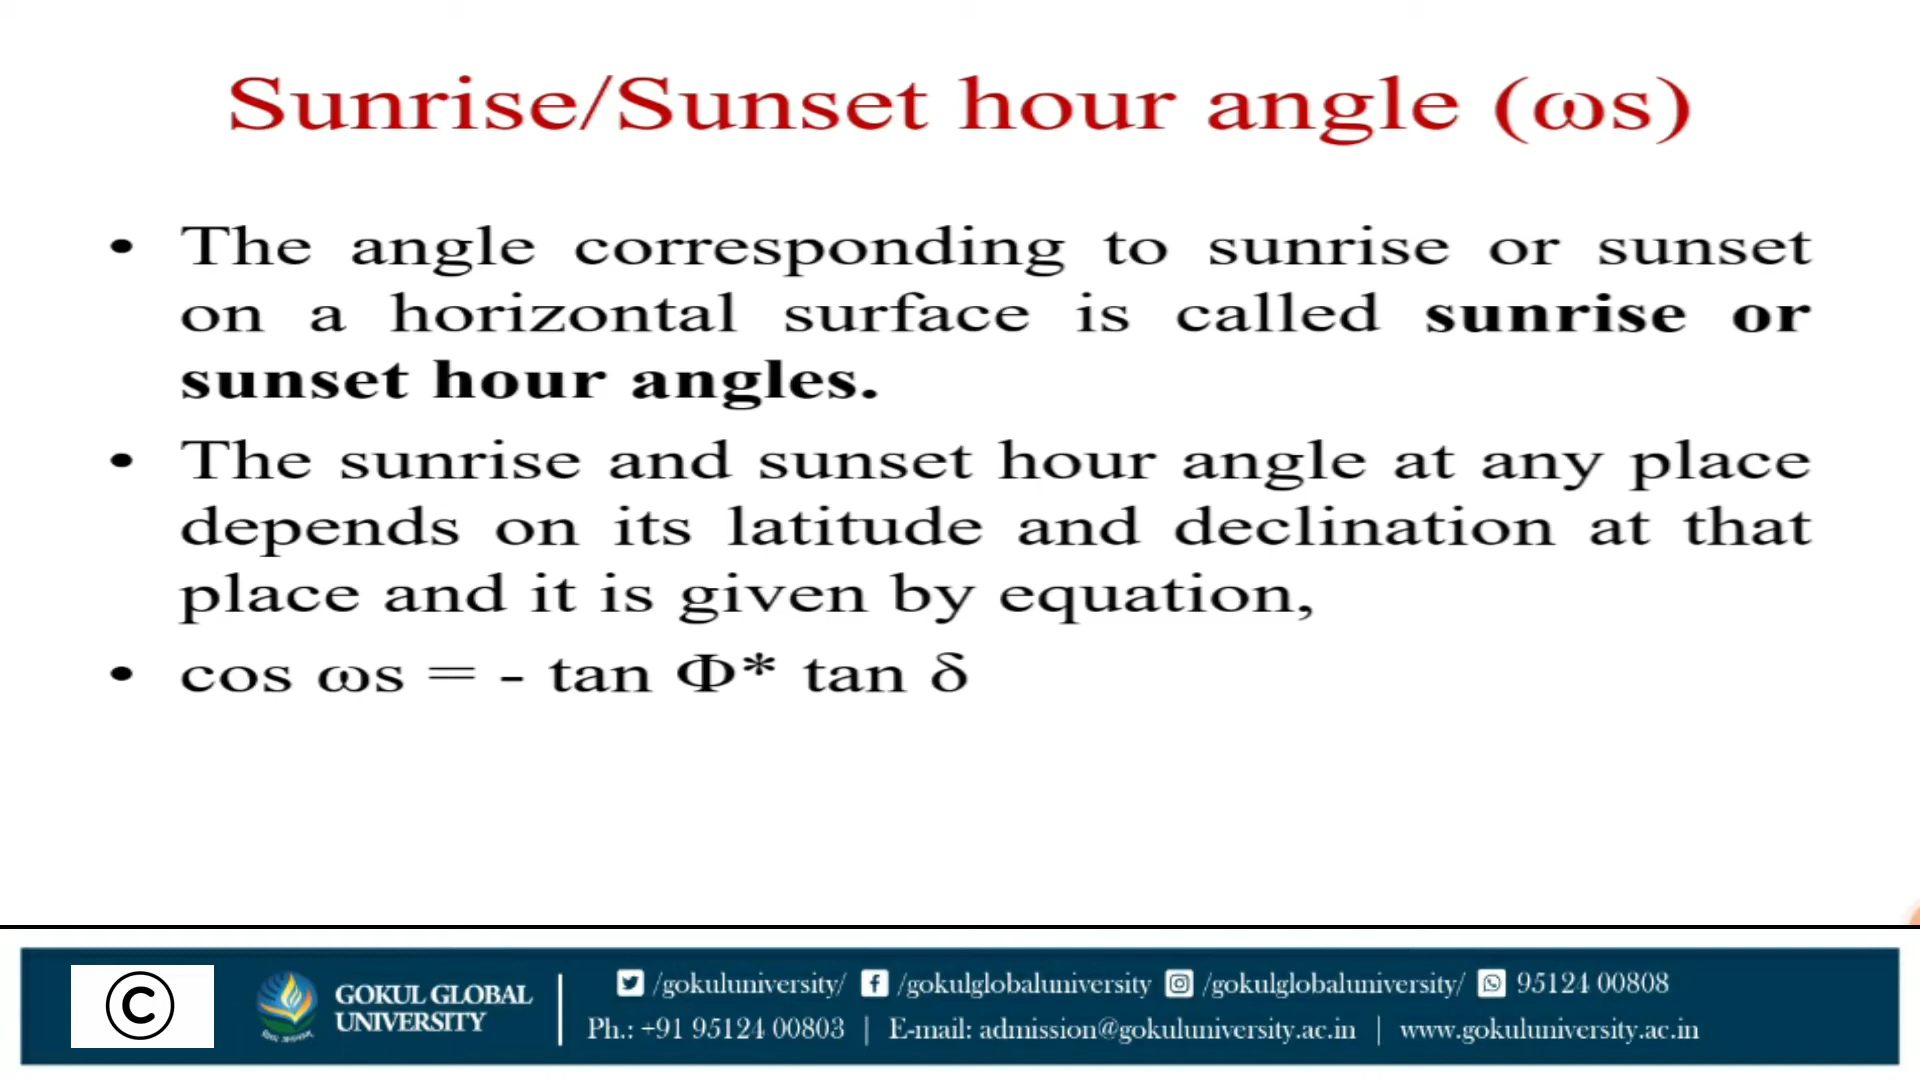 Sunrise/Sunset hour angle (ωs)
• The angle corresponding to sunrise or sunset
on a horizontal surface is called sunrise or
sunset hour angles.
• The sunrise and sunset hour angle at any place
depends on its latitude and declination at that
place and it is given by equation,
• cos ωs = - tan Φ* tan δ
©
GOKUL GLOBAL
UNIVERSITY
/gokuluniversity/ /gokulglobaluniversity /gokulglobaluniversity/ 95124 00808
Ph.: +91 95124 00803 | E-mail: admission@gokuluniversity.ac.in | www.gokuluniversity.ac.in